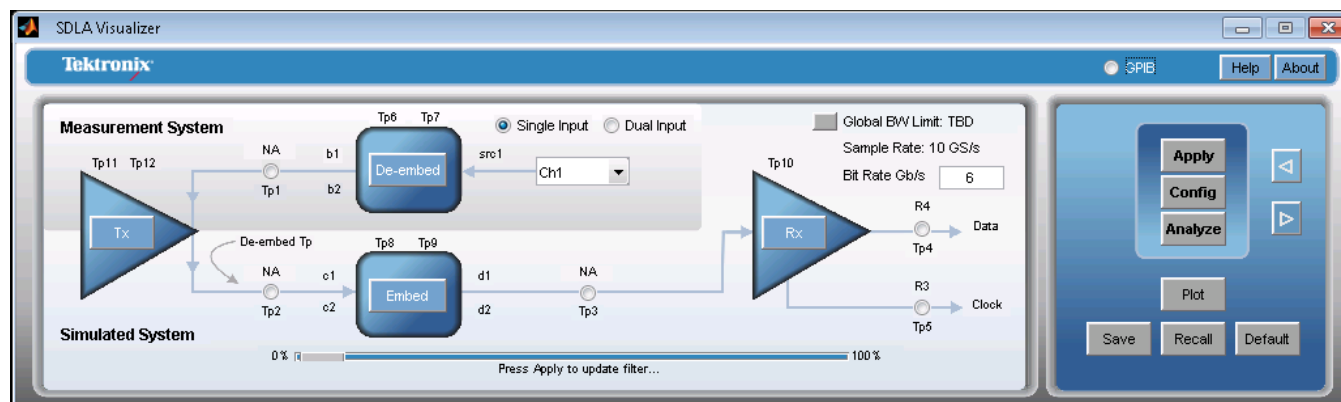 SDLA Visualizer
Tektronix
GPIB
Help
About
Measurement System
Tp6 Tp7
Single Input
Dual Input
Global BW Limit: TBD
Sample Rate: 10 GS/s
Bit Rate Gb/s 6
Tp11 Tp12
NA
b1
b2
Tp1
De-embed
src1
Ch1
Tp10
Tx
Rx
R4
Tp4
Data
De-embed Tp
Tp8 Tp9
NA
c1
c2
Tp2
Embed
d1
d2
NA
Tp3
R3
Tp5
Clock
Simulated System
0 %
100 %
Press Apply to update filter...
Apply
Config
Analyze
Plot
Save
Recall
Default